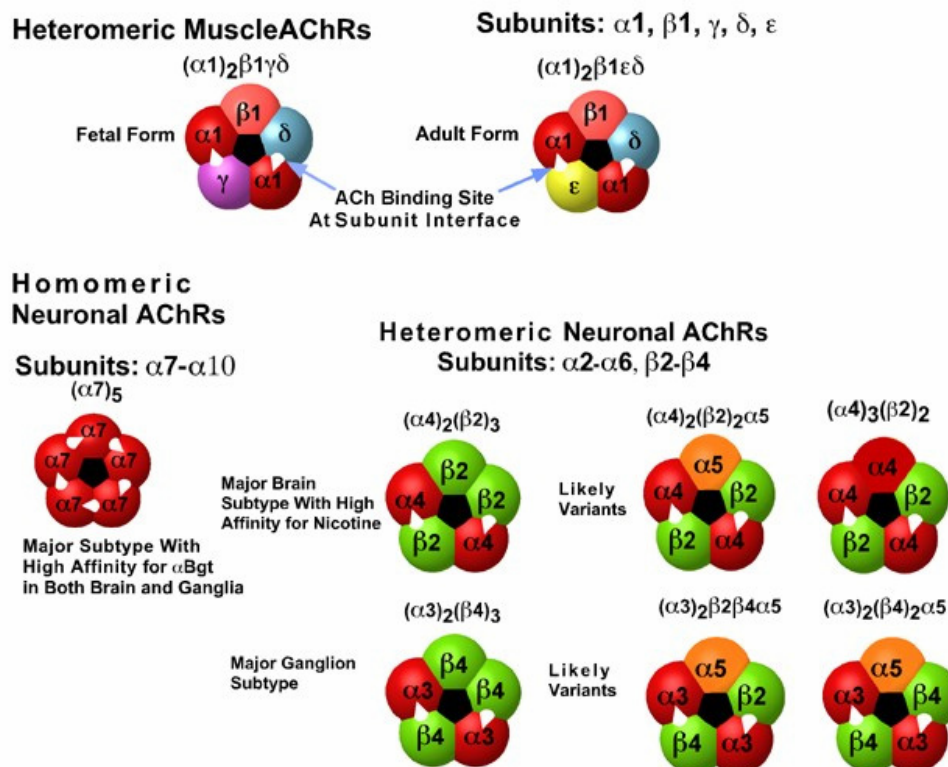 Heteromeric MuscleAChRs
Subunits: α1, β1, γ, δ, ε
(α1)₂β1γδ
(α1)₂β1εδ
Fetal Form
β1
α1
δ
γ
α1
Adult Form
β1
α1
δ
ε
α1
ACh Binding Site
At Subunit Interface
Homomeric
Neuronal AChRs
Subunits: α7-α10
(α7)₅
α7
α7
α7
α7
α7
Major Subtype With
High Affinity for αBgt
in Both Brain and Ganglia
Heteromeric Neuronal AChRs
Subunits: α2-α6, β2-β4
(α4)₂(β2)₃
(α4)₂(β2)₂α5
(α4)₃(β2)₂
Major Brain
Subtype With High
Affinity for Nicotine
β2
α4
β2
β2
α4
Likely
Variants
α5
α4
β2
β2
α4
α4
α4
β2
β2
α4
(α3)₂(β4)₃
(α3)₂β2β4α5
(α3)₂(β4)₂α5
Major Ganglion
Subtype
β4
α3
β4
β4
α3
Likely
Variants
α5
α3
β2
β4
α3
α5
α3
β4
β4
α3